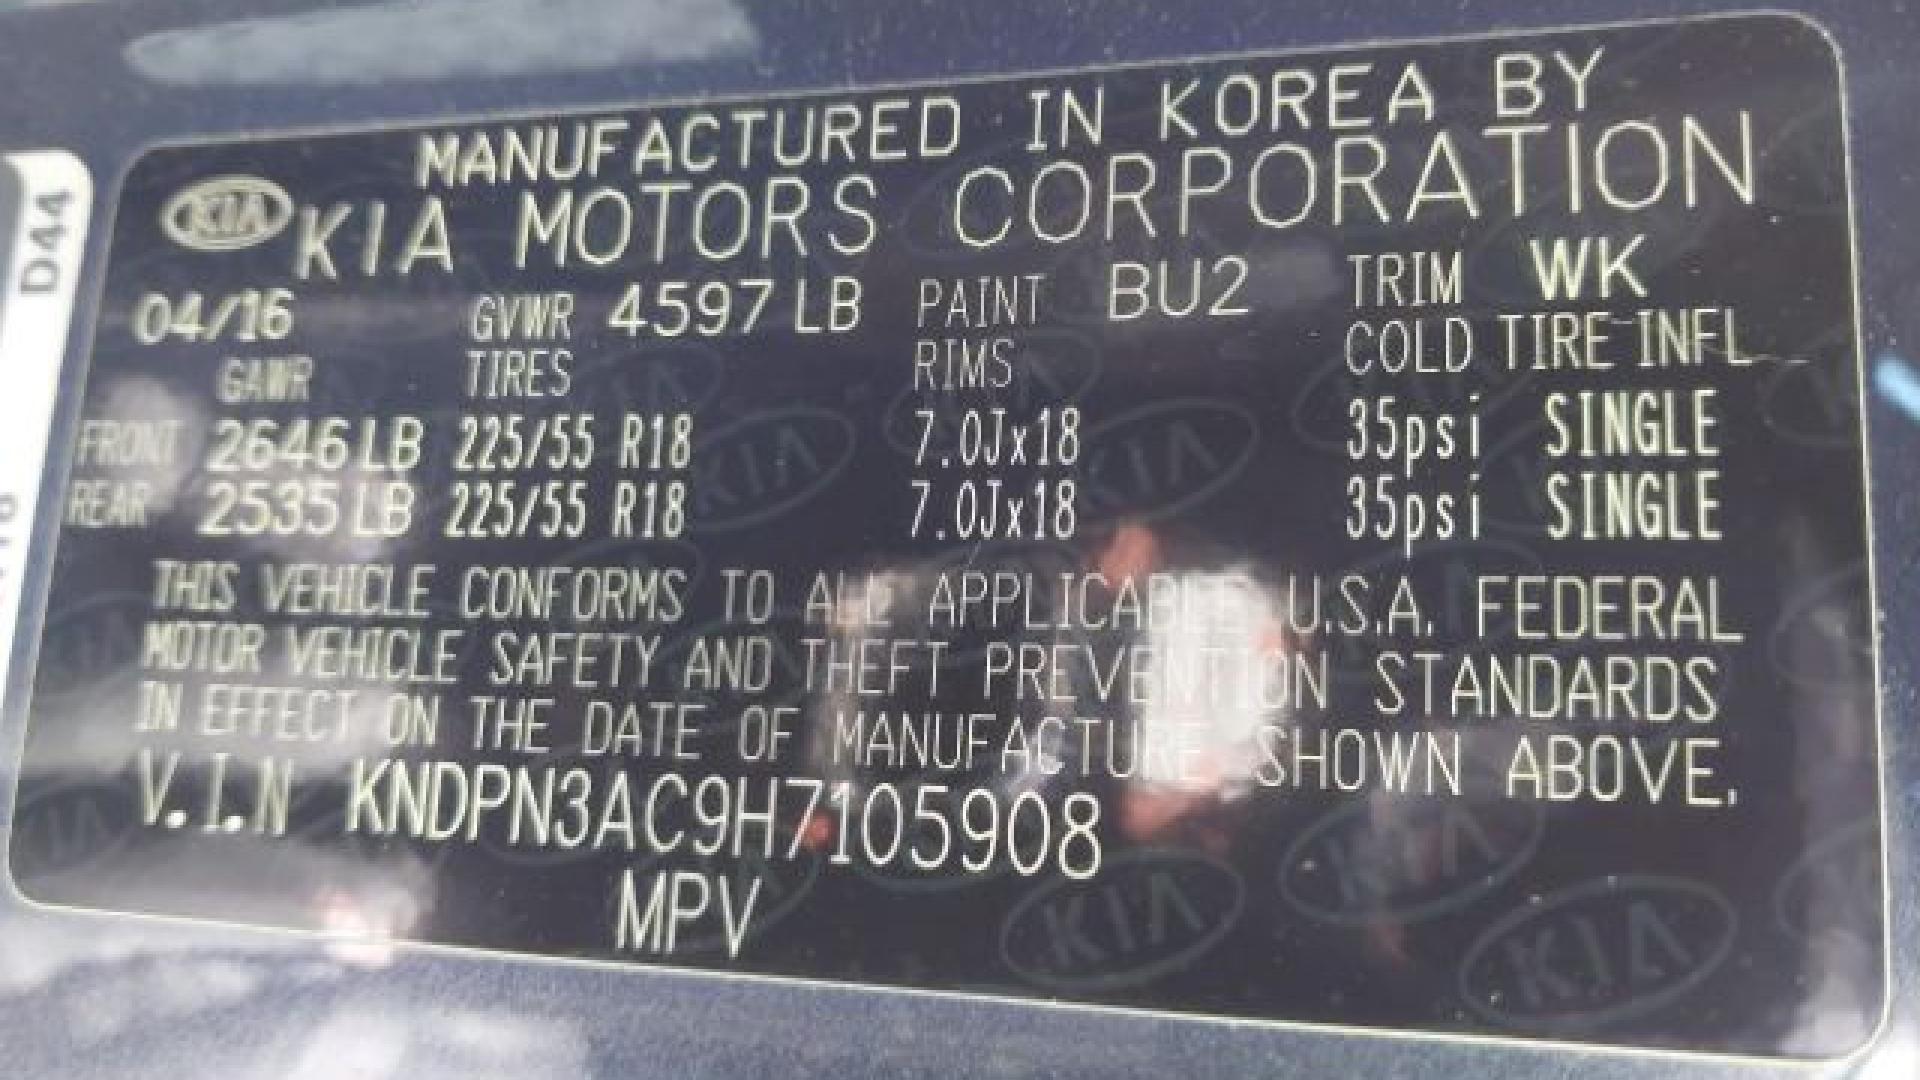 MANUFACTURED IN KOREA BY
KIA KIA MOTORS CORPORATION
04/16 GVWR 4597 LB PAINT BU2 TRIM WK
GAWR TIRES RIMS COLD TIRE INFL
FRONT 2646 LB 225/55 R18 7.0Jx18 35psi SINGLE
REAR 2535 LB 225/55 R18 7.0Jx18 35psi SINGLE
THIS VEHICLE CONFORMS TO ALL APPLICABLE U.S.A. FEDERAL
MOTOR VEHICLE SAFETY AND THEFT PREVENTION STANDARDS
IN EFFECT ON THE DATE OF MANUFACTURE SHOWN ABOVE.
V.I.N KNDPN3AC9H7105908
MPV
D44